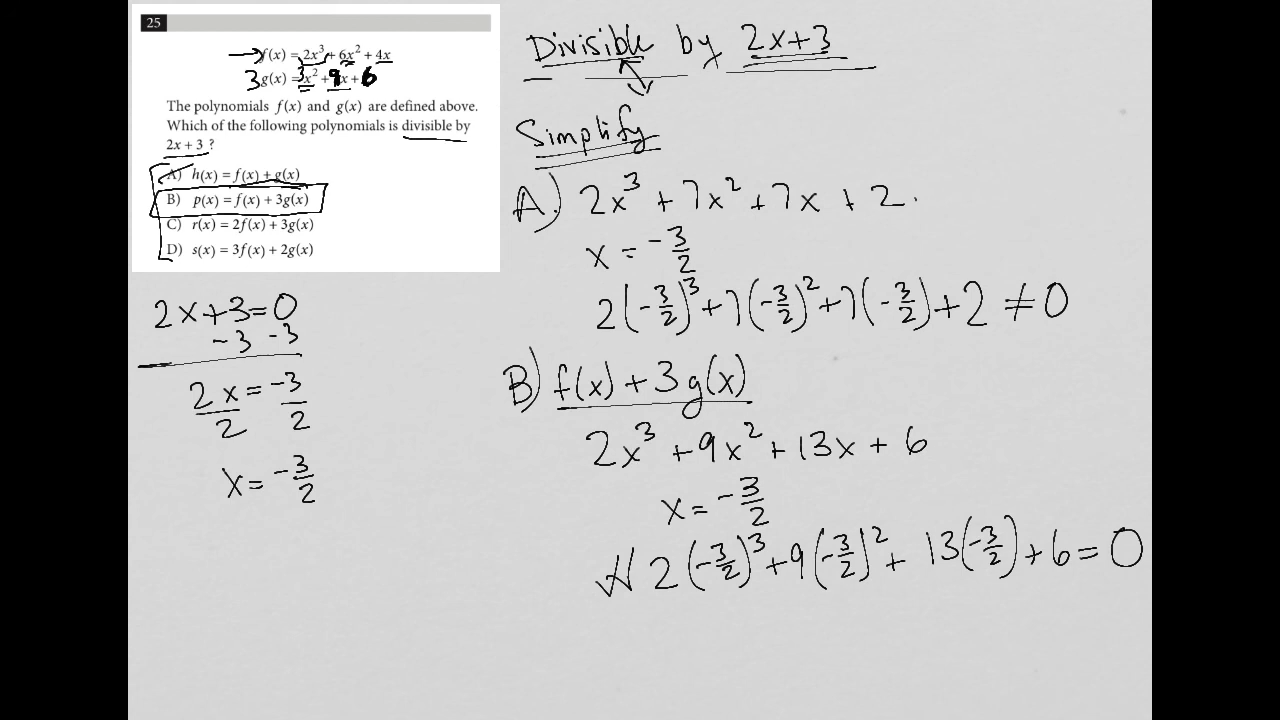 25
f(x) = 2x³ + 6x² + 4x
3g(x) = 3x² + 9x + 6
The polynomials f(x) and g(x) are defined above.
Which of the following polynomials is divisible by
2x + 3 ?
A) h(x) = f(x) + g(x)
B) p(x) = f(x) + 3g(x)
C) r(x) = 2f(x) + 3g(x)
D) s(x) = 3f(x) + 2g(x)
2x+3=0
-3 -3
2x/2 = -3/2
x = -3/2
Divisible by 2x+3
Simplify
A.) 2x³ + 7x² + 7x + 2.
x = -3/2
2(-3/2)³ + 7(-3/2)² + 7(-3/2) + 2 ≠ 0
B) f(x) + 3g(x)
2x³ + 9x² + 13x + 6
x = -3/2
2(-3/2)³ + 9(-3/2)² + 13(-3/2) + 6 = 0